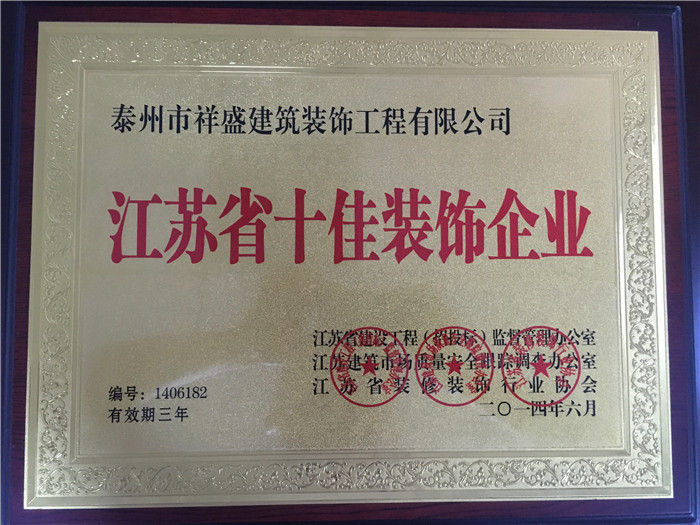 泰州市祥盛建筑装饰工程有限公司
江苏省十佳装饰企业
江苏省建设工程（招投标）监督管理办公室
江苏建筑市场质量安全跟踪调查办公室
江苏省装修装饰行业协会
二〇一四年六月
编号：1406182
有效期三年